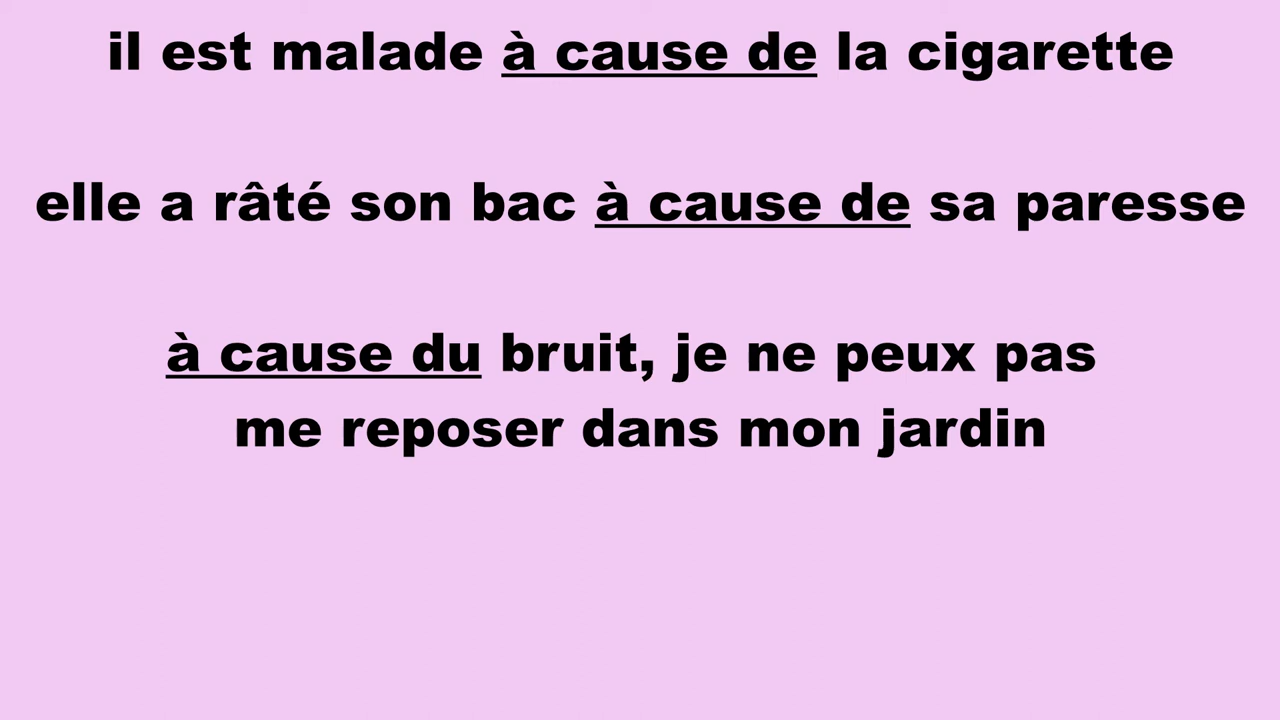 il est malade à cause de la cigarette
elle a râté son bac à cause de sa paresse
à cause du bruit, je ne peux pas
me reposer dans mon jardin